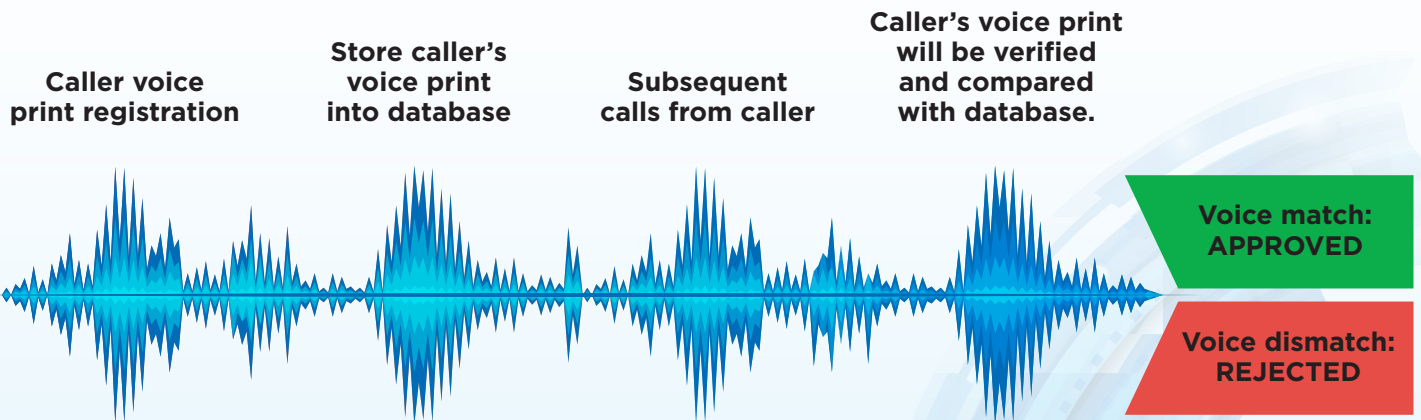 Caller voice
print registration
Store caller’s
voice print
into database
Subsequent
calls from caller
Caller’s voice print
will be verified
and compared
with database.
Voice match:
APPROVED
Voice dismatch:
REJECTED